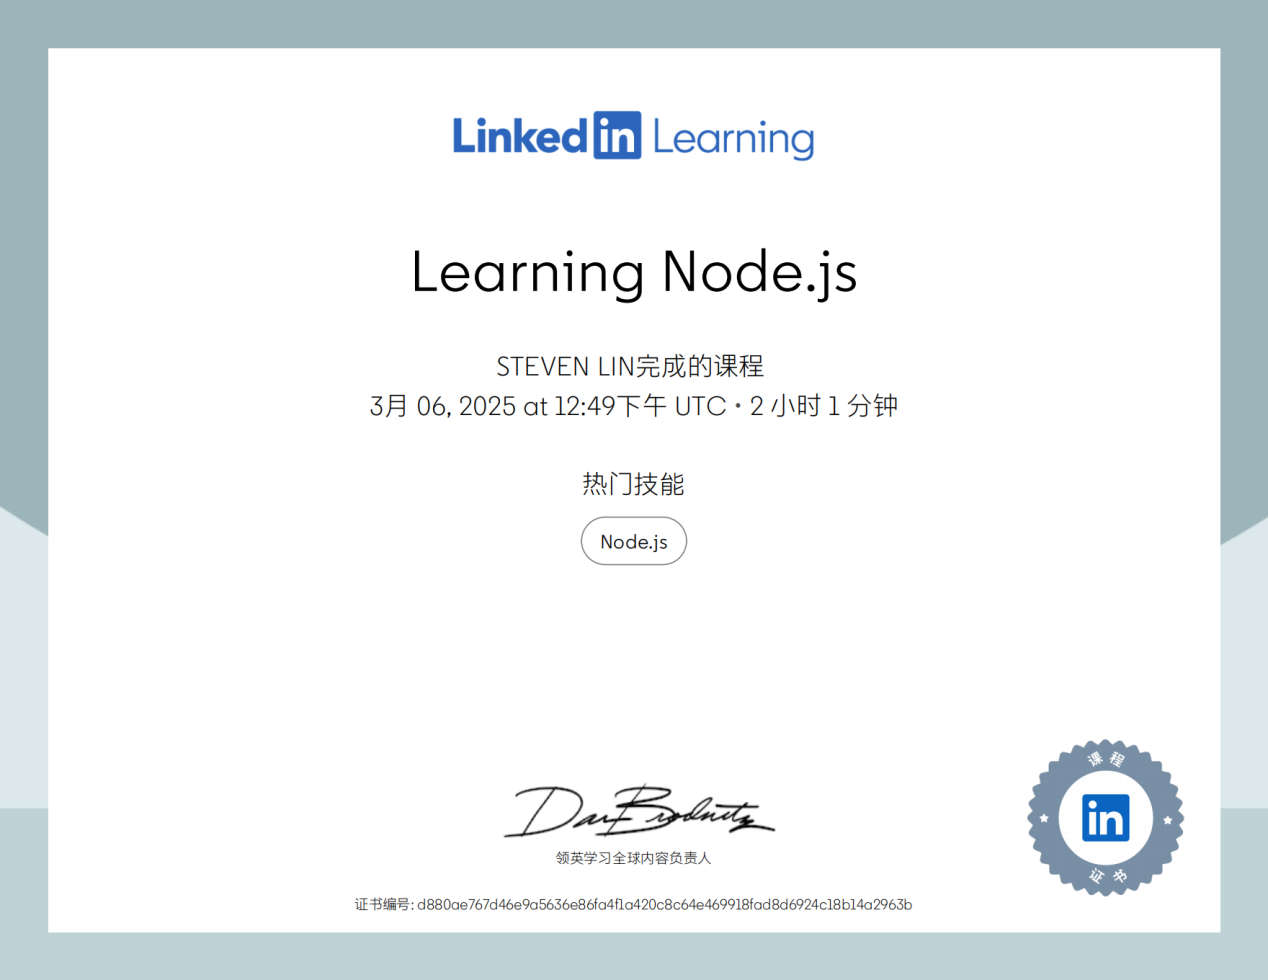 Linked in Learning
Learning Node.js
STEVEN LIN完成的课程
3月 06, 2025 at 12:49下午 UTC • 2 小时 1 分钟
热门技能
Node.js
Dan Brodnitz
领英学习全球内容负责人
课程
in
证书
证书编号: d880ae767d46e9a5636e86fa4f1a420c8c64e469918fad8d6924c18b14a2963b